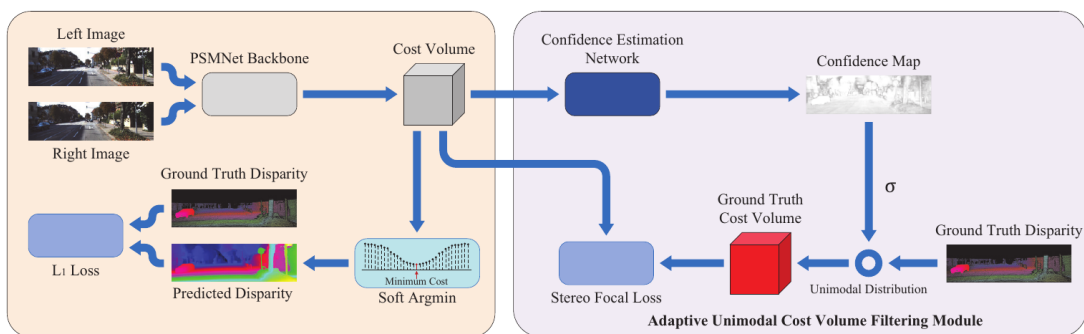 Left Image
PSMNet Backbone
Cost Volume
Right Image
Ground Truth Disparity
L1 Loss
Predicted Disparity
Minimum Cost
Soft Argmin
Confidence Estimation
Network
Confidence Map
σ
Ground Truth
Cost Volume
Ground Truth Disparity
Stereo Focal Loss
Unimodal Distribution
Adaptive Unimodal Cost Volume Filtering Module